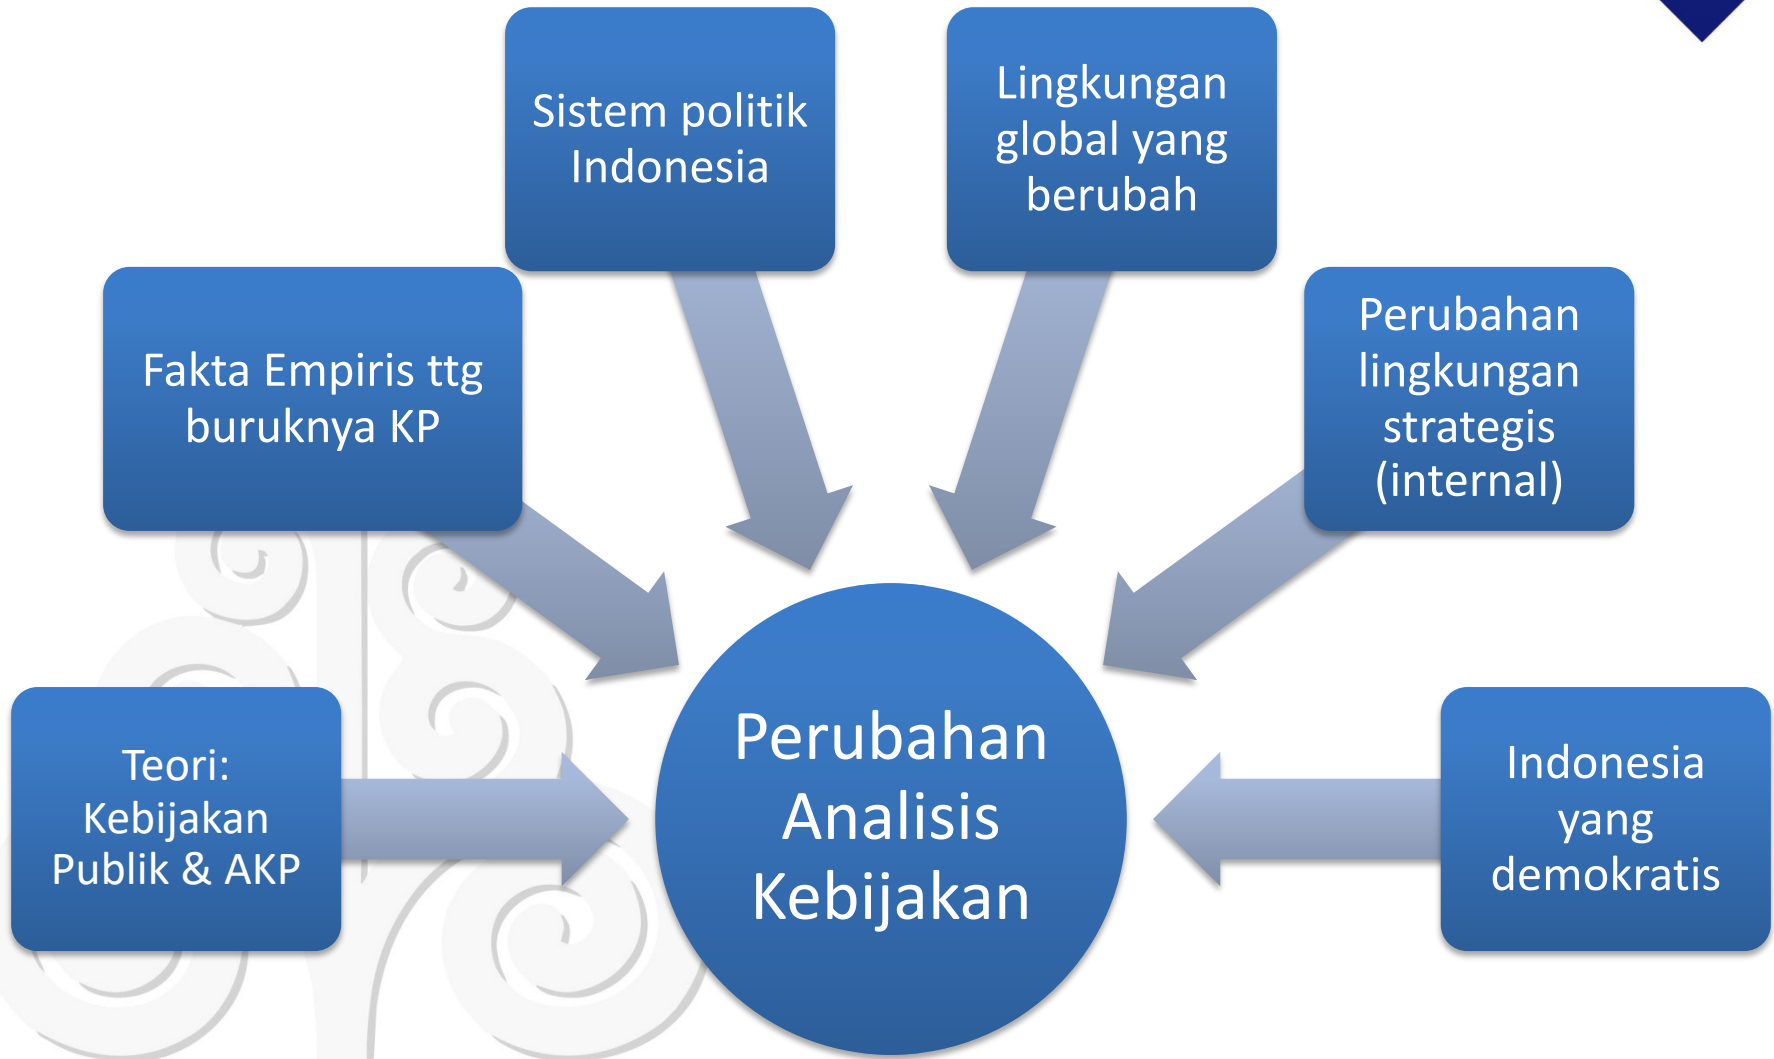 Sistem politik
Indonesia
Lingkungan
global yang
berubah
Fakta Empiris ttg
buruknya KP
Perubahan
lingkungan
strategis
(internal)
Teori:
Kebijakan
Publik & AKP
Perubahan
Analisis
Kebijakan
Indonesia
yang
demokratis